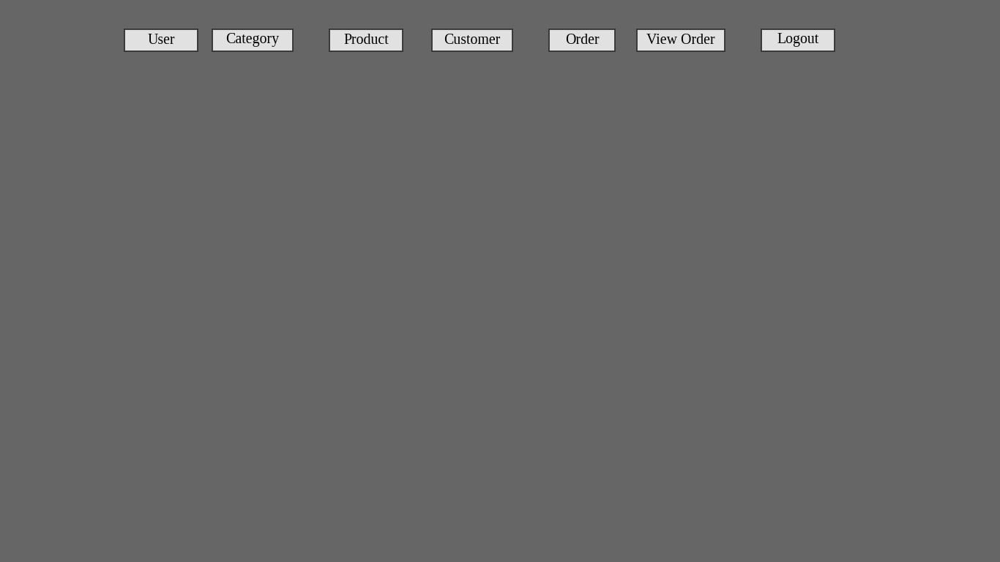 User
Category
Product
Customer
Order
View Order
Logout